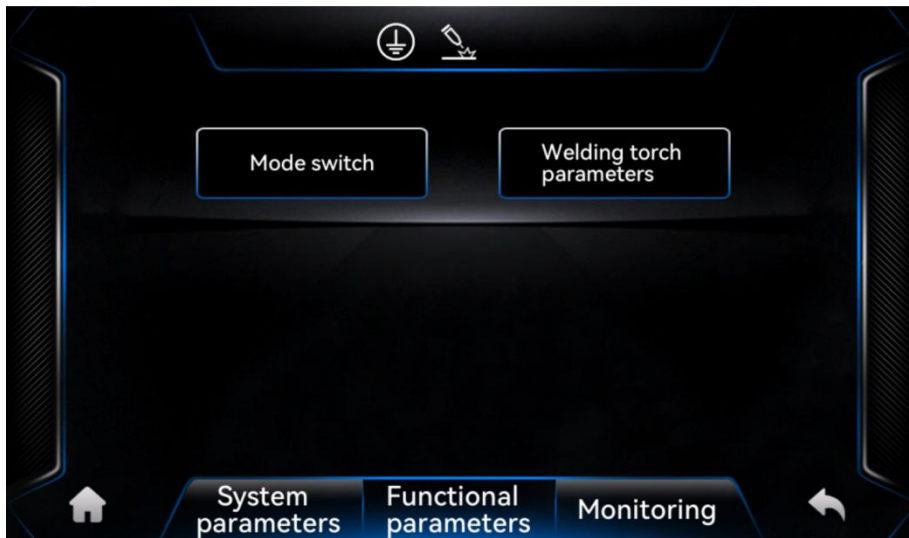 Mode switch
Welding torch
parameters
System
parameters
Functional
parameters
Monitoring